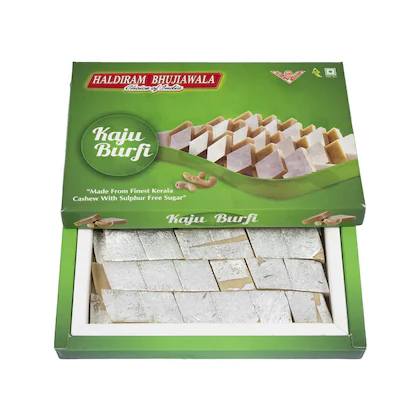 HALDIRAM BHUJIAWALA
Choice of India
Kaju
Burfi
"Made From Finest Kerala
Cashew With Sulphur Free Sugar"
Kaju Burfi